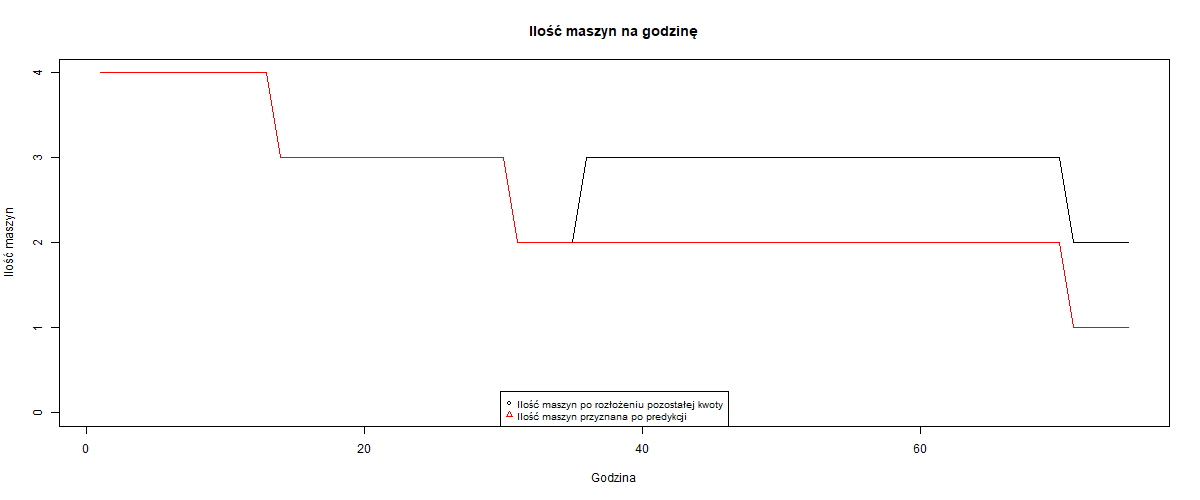 Ilość maszyn na godzinę
Ilość maszyn
4
3
2
1
0
Ilość maszyn po rozłożeniu pozostałej kwoty
Ilość maszyn przyznana po predykcji
0 20 40 60
Godzina